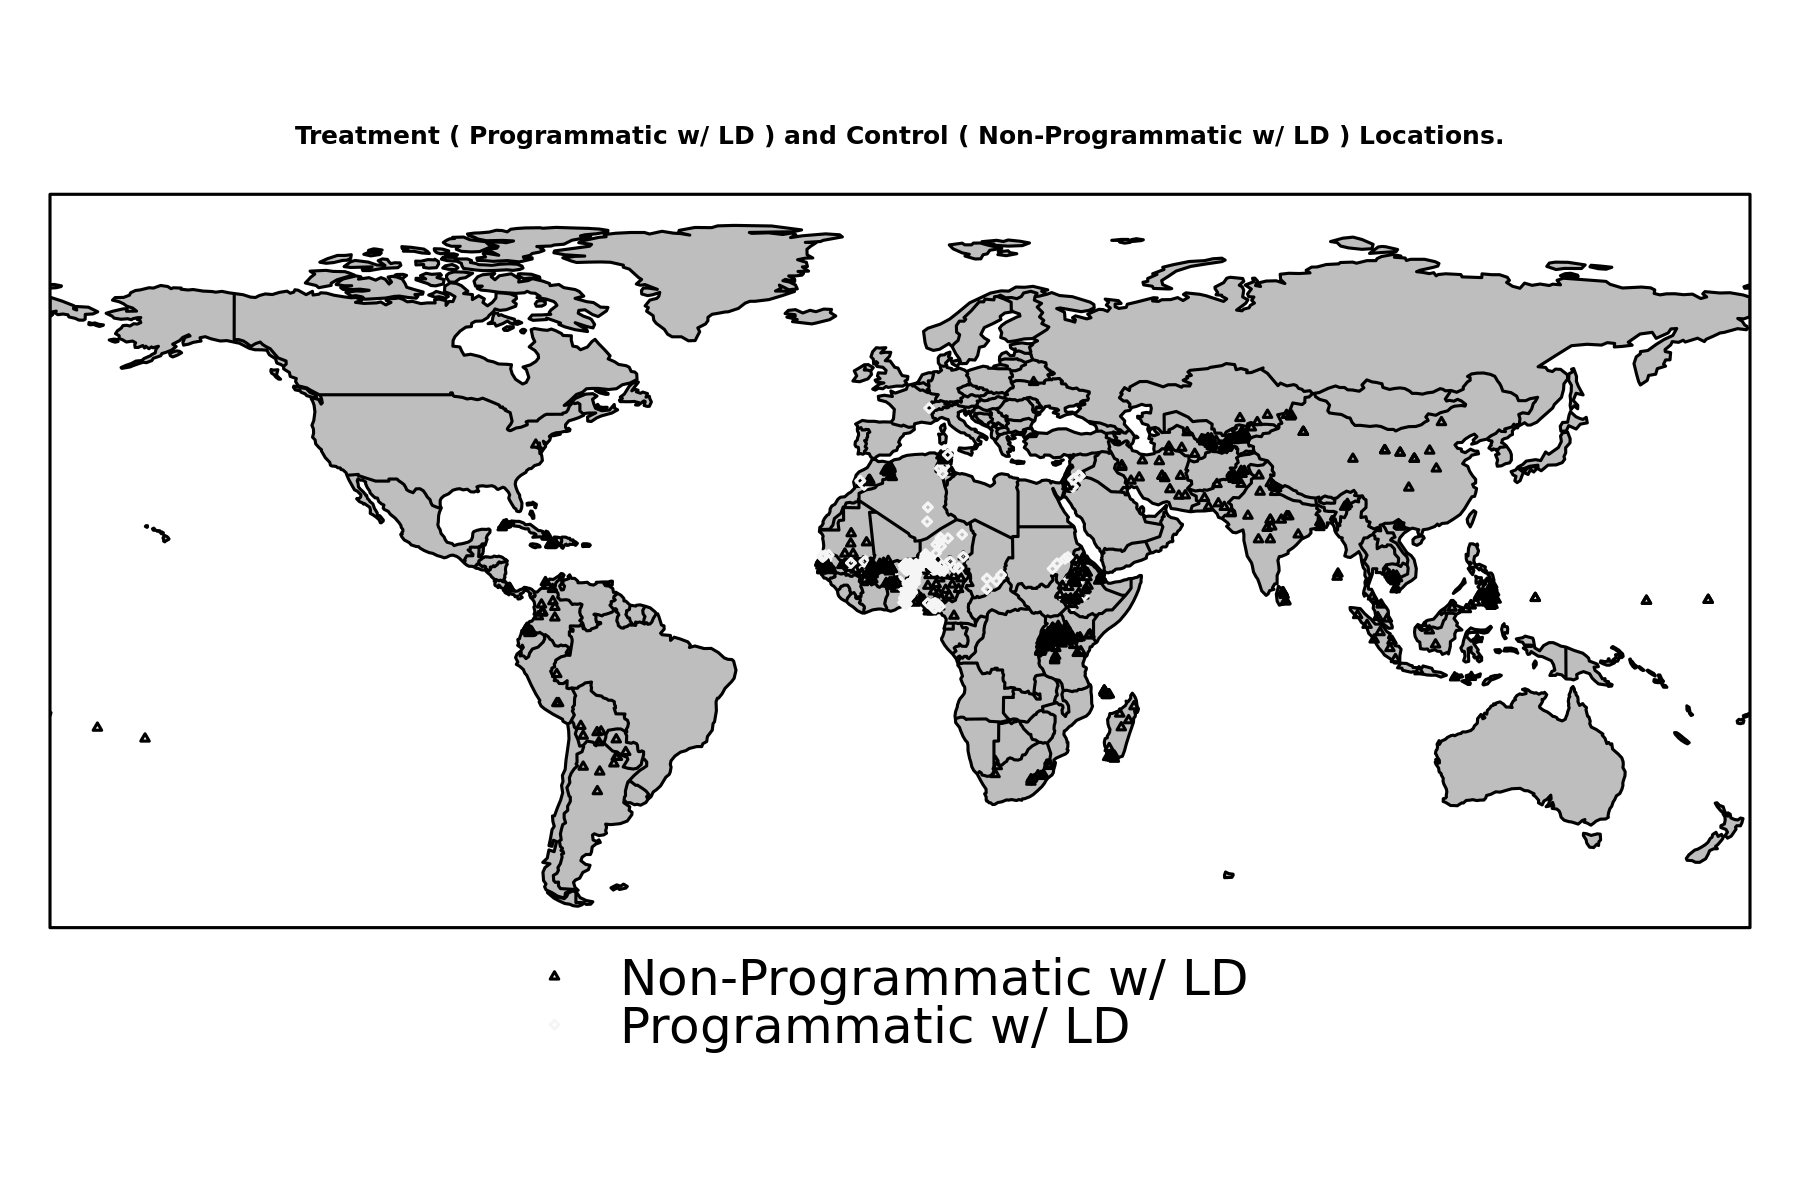 Treatment ( Programmatic w/ LD ) and Control ( Non-Programmatic w/ LD ) Locations.
Non-Programmatic w/ LD
Programmatic w/ LD